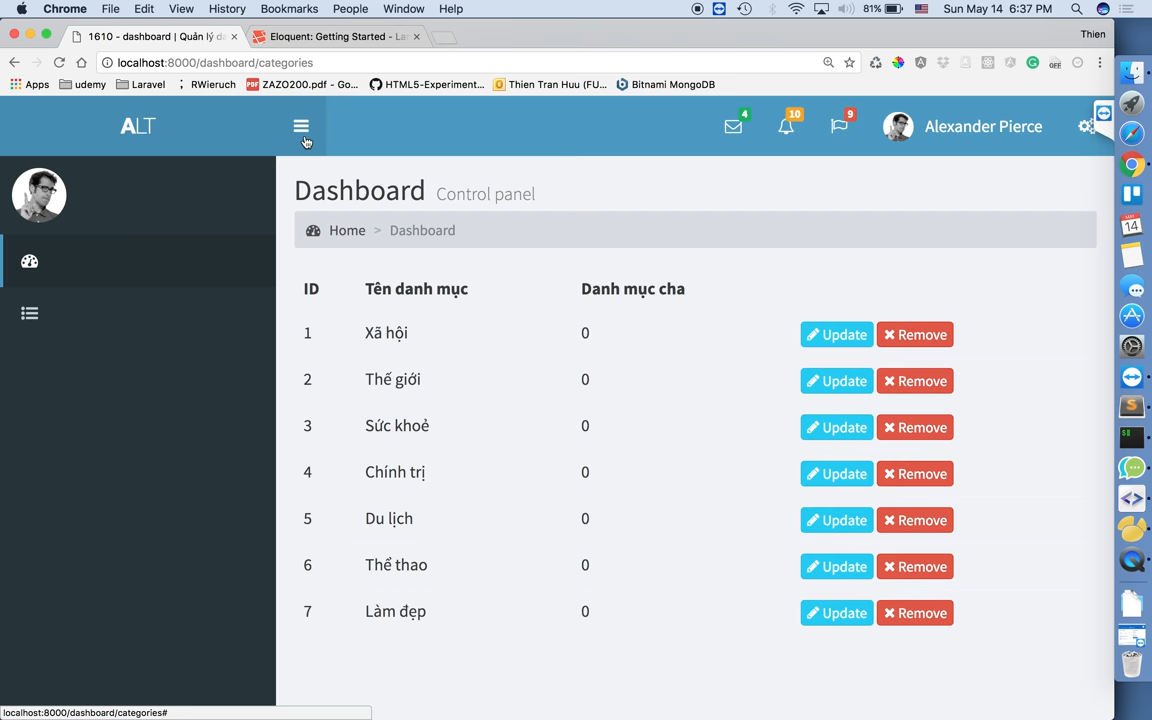 Chrome File Edit View History Bookmarks People Window Help 81% Sun May 14 6:37 PM
1610 - dashboard | Quản lý da
Eloquent: Getting Started - La
Thien
localhost:8000/dashboard/categories
Apps udemy Laravel RWieruch ZAZO200.pdf - Go... HTML5-Experiment... Thien Tran Huu (FU... Bitnami MongoDB
ALT
4
10
9
Alexander Pierce
Dashboard Control panel
Home > Dashboard
ID Tên danh mục Danh mục cha
1 Xã hội 0 Update Remove
2 Thế giới 0 Update Remove
3 Sức khoẻ 0 Update Remove
4 Chính trị 0 Update Remove
5 Du lịch 0 Update Remove
6 Thể thao 0 Update Remove
7 Làm đẹp 0 Update Remove
localhost:8000/dashboard/categories#